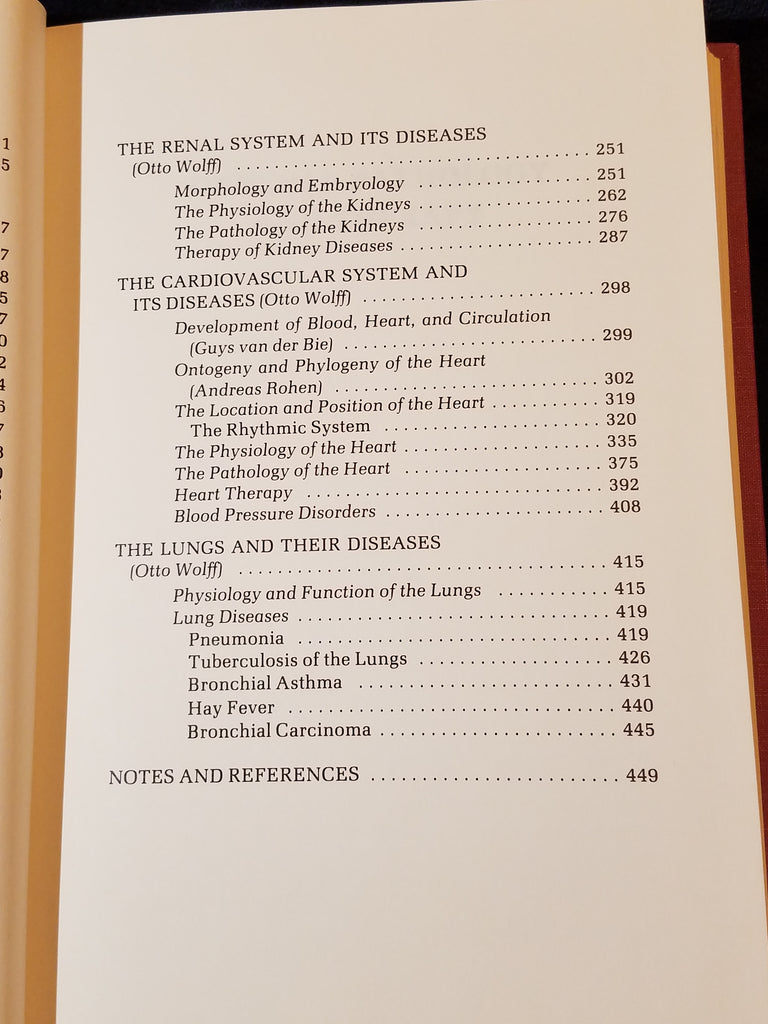 THE RENAL SYSTEM AND ITS DISEASES
(Otto Wolff) . . . . . . . . . . . . . . . . . . . . . . . . . . . . 251
Morphology and Embryology . . . . . . . . . . . . . . 251
The Physiology of the Kidneys . . . . . . . . . . . . . . 262
The Pathology of the Kidneys . . . . . . . . . . . . . . 276
Therapy of Kidney Diseases . . . . . . . . . . . . . . . 287
THE CARDIOVASCULAR SYSTEM AND
ITS DISEASES (Otto Wolff) . . . . . . . . . . . . . . . . . . 298
Development of Blood, Heart, and Circulation
(Guys van der Bie) . . . . . . . . . . . . . . . . . . . . 299
Ontogeny and Phylogeny of the Heart
(Andreas Rohen) . . . . . . . . . . . . . . . . . . . . . 302
The Location and Position of the Heart . . . . . . . . . 319
The Rhythmic System . . . . . . . . . . . . . . . . . 320
The Physiology of the Heart . . . . . . . . . . . . . . . . 335
The Pathology of the Heart . . . . . . . . . . . . . . . . 375
Heart Therapy . . . . . . . . . . . . . . . . . . . . . . . . 392
Blood Pressure Disorders . . . . . . . . . . . . . . . . . 408
THE LUNGS AND THEIR DISEASES
(Otto Wolff) . . . . . . . . . . . . . . . . . . . . . . . . . . . . 415
Physiology and Function of the Lungs . . . . . . . . . . . 415
Lung Diseases . . . . . . . . . . . . . . . . . . . . . . . . . 419
Pneumonia . . . . . . . . . . . . . . . . . . . . . . . . . 419
Tuberculosis of the Lungs . . . . . . . . . . . . . . . 426
Bronchial Asthma . . . . . . . . . . . . . . . . . . . . 431
Hay Fever . . . . . . . . . . . . . . . . . . . . . . . . . 440
Bronchial Carcinoma . . . . . . . . . . . . . . . . . . 445
NOTES AND REFERENCES . . . . . . . . . . . . . . . . . . . . . . . 449